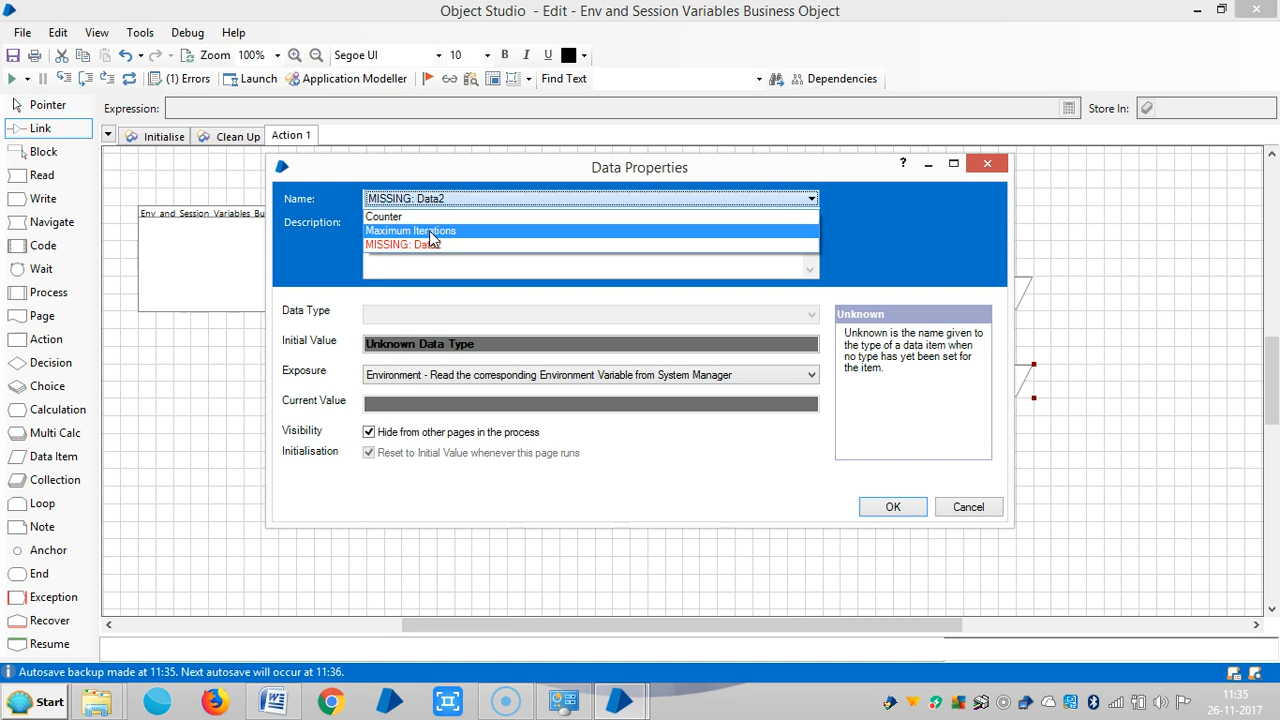 Object Studio - Edit - Env and Session Variables Business Object
File Edit View Tools Debug Help
Zoom 100% Segoe UI 10 B I U
(1) Errors Launch Application Modeller Find Text Dependencies
Pointer
Expression: Store In:
Link
Initialise Clean Up Action 1
Block
Read
Write
Navigate
Code
Wait
Process
Page
Action
Decision
Choice
Calculation
Multi Calc
Data Item
Collection
Loop
Note
Anchor
End
Exception
Recover
Resume
Env and Session Variables Bu
Data Properties
?
Name: MISSING: Data2
Counter
Description:
Maximum Iterations
Data Type
Initial Value Unknown Data Type
Exposure Environment - Read the corresponding Environment Variable from System Manager
Current Value
Visibility Hide from other pages in the process
Initialisation Reset to Initial Value whenever this page runs
Unknown
Unknown is the name given to
the type of a data item when
no type has yet been set for
the item.
OK Cancel
Autosave backup made at 11:35. Next autosave will occur at 11:36.
Start
11:35
26-11-2017